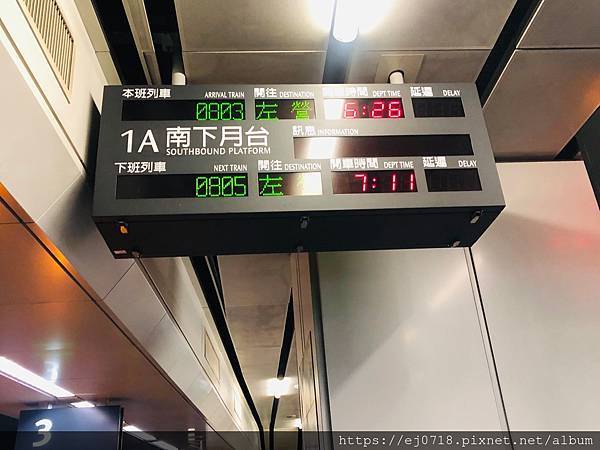 本班列車 ARRIVAL TRAIN 開往 DESTINATION 開車時間 DEPT TIME 延遲 DELAY
0803 左 營 6:26
1A 南下月台 訊息 INFORMATION
SOUTHBOUND PLATFORM
下班列車 NEXT TRAIN 開往 DESTINATION 開車時間 DEPT TIME 延遲 DELAY
0805 左 7:11
3
https://ej0718.pixnet.net/album